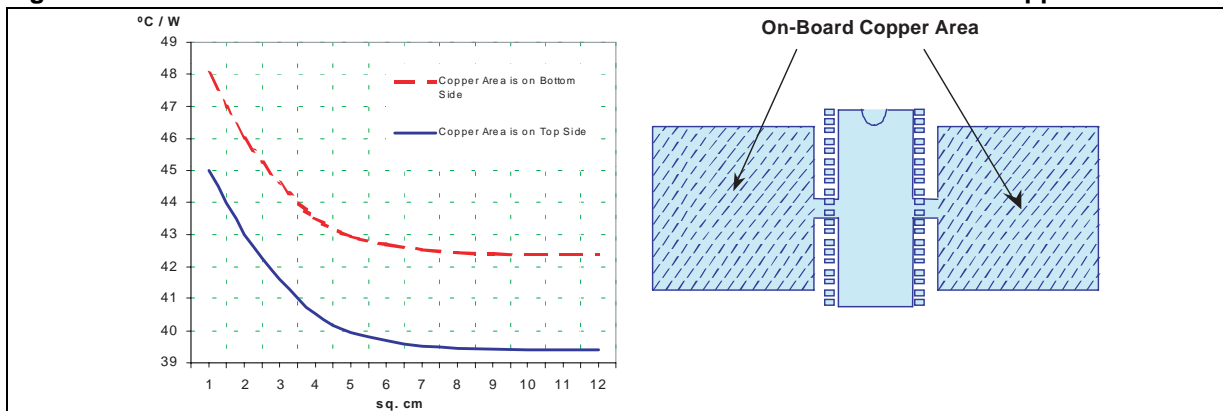 ºC / W
On-Board Copper Area
49
48
47
46
45
44
43
42
41
40
39
Copper Area is on Bottom
Side
Copper Area is on Top Side
1 2 3 4 5 6 7 8 9 10 11 12
sq. cm